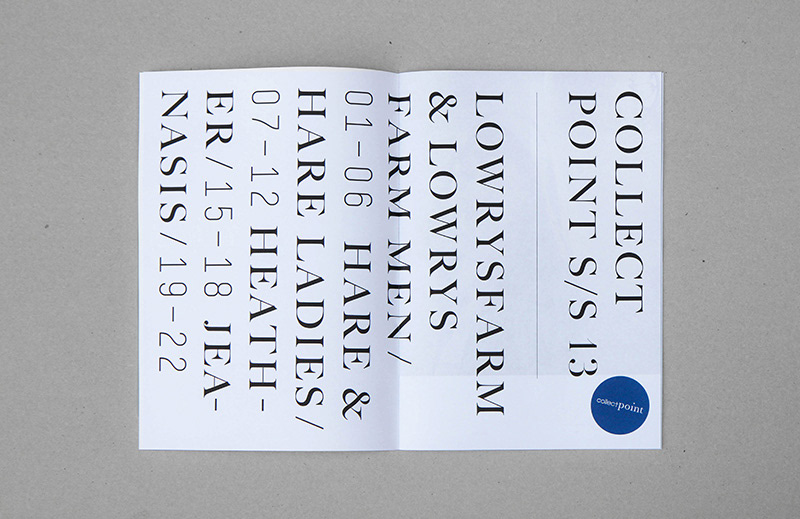 COLLECT
POINT S/S 13
LOWRYSFARM
& LOWRYS
FARM MEN /
01-06 HARE &
HARE LADIES/
07-12 HEATH-
ER/15-18 JEA-
NASIS/19-22
collectpoint